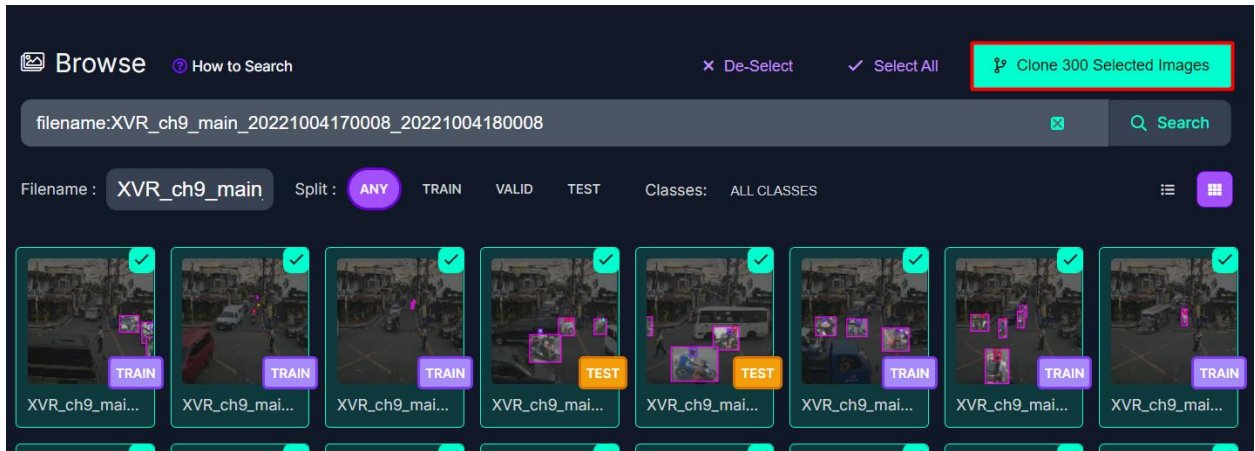 Browse How to Search De-Select Select All Clone 300 Selected Images
filename:XVR_ch9_main_20221004170008_20221004180008 Search
Filename : XVR_ch9_main Split : ANY TRAIN VALID TEST Classes: ALL CLASSES
TRAIN TRAIN TRAIN TEST TEST TRAIN TRAIN TRAIN
XVR_ch9_mai... XVR_ch9_mai... XVR_ch9_mai... XVR_ch9_mai... XVR_ch9_mai... XVR_ch9_mai... XVR_ch9_mai... XVR_ch9_mai...